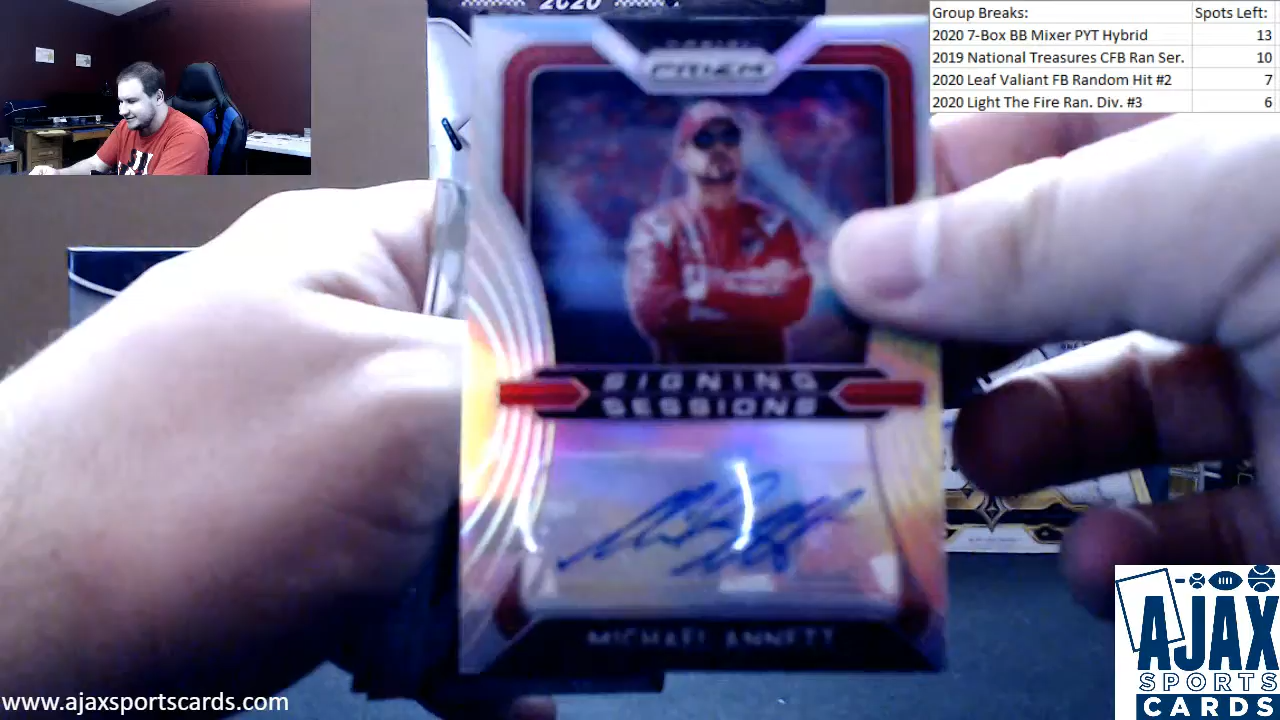 2020
PRIZM
SIGNING
SESSIONS
MICHAEL ANNETT
Group Breaks: Spots Left:
2020 7-Box BB Mixer PYT Hybrid 13
2019 National Treasures CFB Ran Ser. 10
2020 Leaf Valiant FB Random Hit #2 7
2020 Light The Fire Ran. Div. #3 6
www.ajaxsportscards.com
AJAX
SPORTS
CARDS